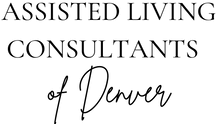 ASSISTED LIVING
CONSULTANTS
of Denver